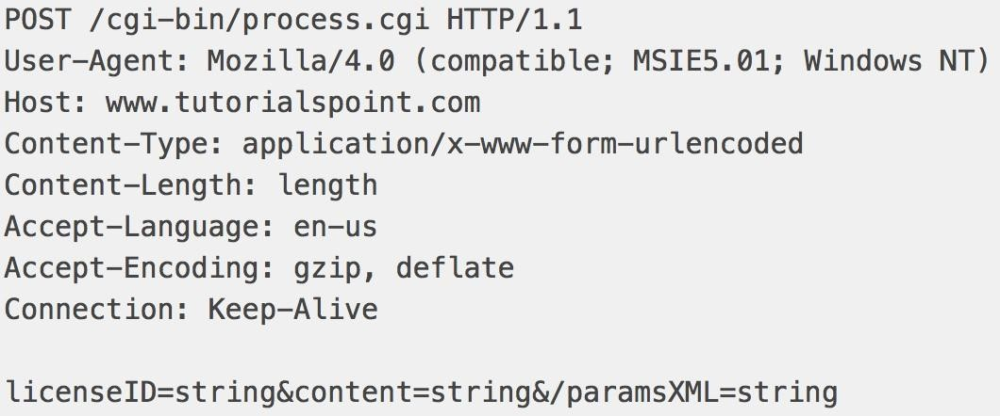 POST /cgi-bin/process.cgi HTTP/1.1
User-Agent: Mozilla/4.0 (compatible; MSIE5.01; Windows NT)
Host: www.tutorialspoint.com
Content-Type: application/x-www-form-urlencoded
Content-Length: length
Accept-Language: en-us
Accept-Encoding: gzip, deflate
Connection: Keep-Alive
licenseID=string&content=string&/paramsXML=string